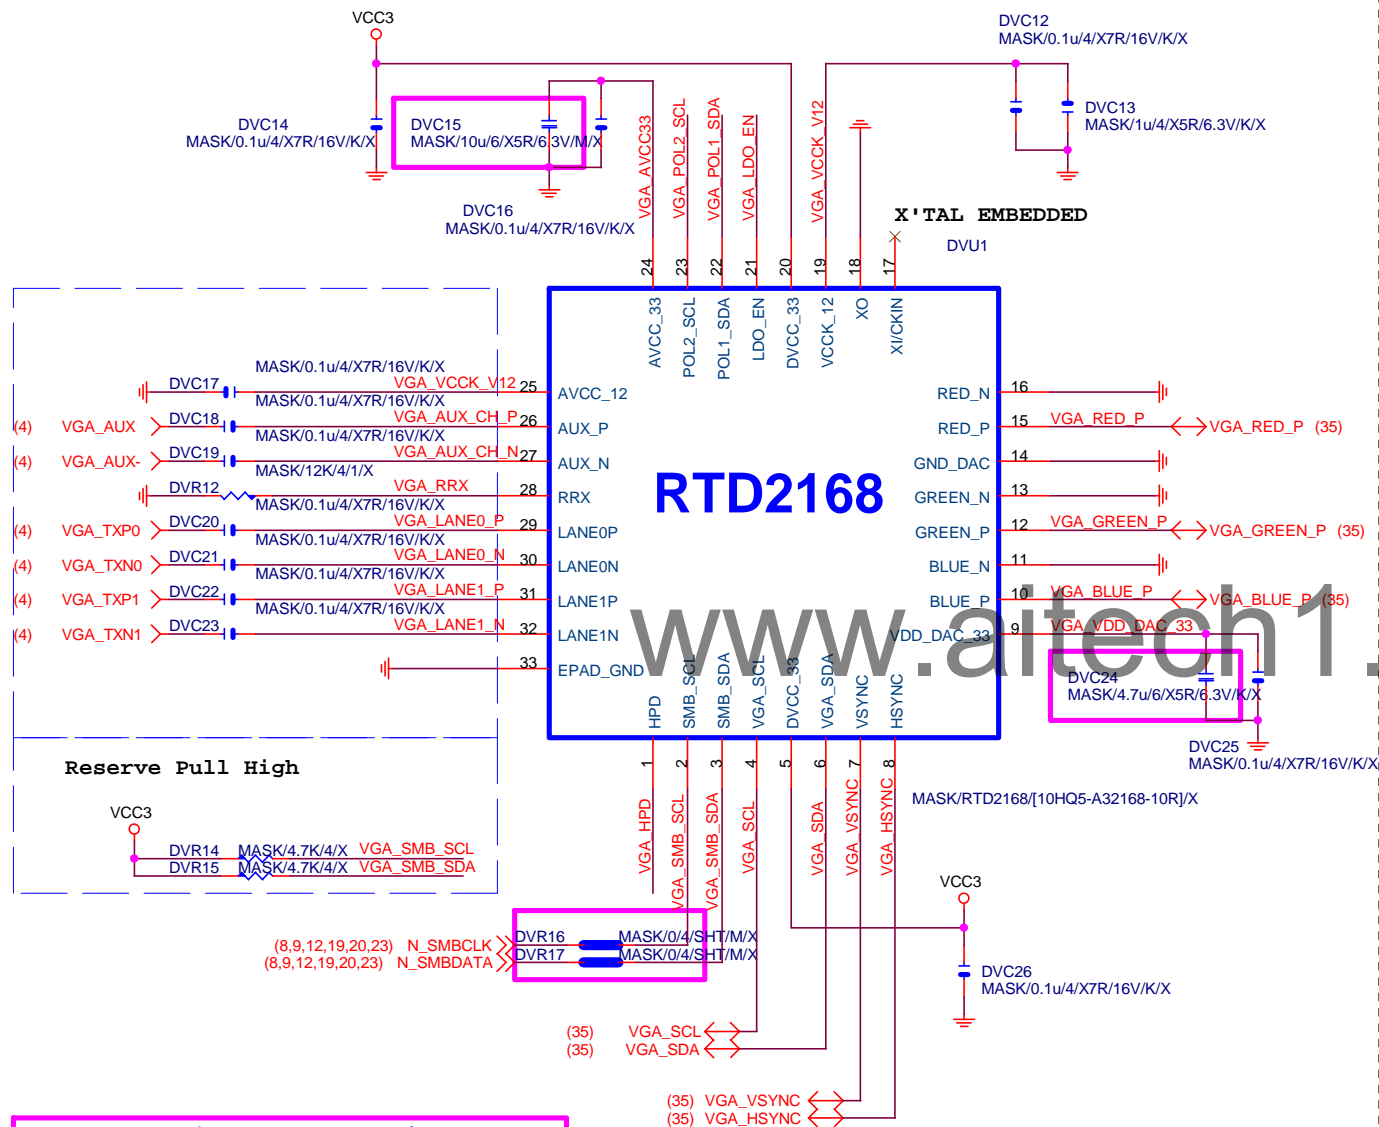 VCC3
DVC12
MASK/0.1u/4/X7R/16V/K/X
DVC14
MASK/0.1u/4/X7R/16V/K/X
DVC15
MASK/10u/6/X5R/6.3V/M/X
DVC13
MASK/1u/4/X5R/6.3V/K/X
DVC16
MASK/0.1u/4/X7R/16V/K/X
VGA_AVCC33
VGA_POL2_SCL
VGA_POL1_SDA
VGA_LDO_EN
VGA_VCCK_V12
X'TAL EMBEDDED
DVU1
24
23
22
21
20
19
18
17
AVCC_33
POL2_SCL
POL1_SDA
LDO_EN
DVCC_33
VCCK_12
XO
XI/CKIN
MASK/0.1u/4/X7R/16V/K/X
DVC17 VGA_VCCK_V12 25 AVCC_12
MASK/0.1u/4/X7R/16V/K/X
(4) VGA_AUX DVC18 VGA_AUX_CH_P 26 AUX_P
MASK/0.1u/4/X7R/16V/K/X
(4) VGA_AUX- DVC19 VGA_AUX_CH_N 27 AUX_N
MASK/12K/4/1/X
DVR12 VGA_RRX 28 RRX
MASK/0.1u/4/X7R/16V/K/X
(4) VGA_TXP0 DVC20 VGA_LANE0_P 29 LANE0P
MASK/0.1u/4/X7R/16V/K/X
(4) VGA_TXN0 DVC21 VGA_LANE0_N 30 LANE0N
MASK/0.1u/4/X7R/16V/K/X
(4) VGA_TXP1 DVC22 VGA_LANE1_P 31 LANE1P
MASK/0.1u/4/X7R/16V/K/X
(4) VGA_TXN1 DVC23 VGA_LANE1_N 32 LANE1N
33 EPAD_GND
RTD2168
RED_N 16
RED_P 15 VGA_RED_P VGA_RED_P (35)
GND_DAC 14
GREEN_N 13
GREEN_P 12 VGA_GREEN_P VGA_GREEN_P (35)
BLUE_N 11
BLUE_P 10 VGA_BLUE_P VGA_BLUE_P (35)
VDD_DAC_33 9 VGA_VDD_DAC_33
www.aitech1.
DVC24
MASK/4.7u/6/X5R/6.3V/K/X
DVC25
MASK/0.1u/4/X7R/16V/K/X
HPD
SMB_SCL
SMB_SDA
VGA_SCL
DVCC_33
VGA_SDA
VSYNC
HSYNC
1
2
3
4
5
6
7
8
VGA_HPD
VGA_SMB_SCL
VGA_SMB_SDA
VGA_SCL
VGA_SDA
VGA_VSYNC
VGA_HSYNC
MASK/RTD2168/[10HQ5-A32168-10R]/X
Reserve Pull High
VCC3
DVR14 MASK/4.7K/4/X VGA_SMB_SCL
DVR15 MASK/4.7K/4/X VGA_SMB_SDA
(8,9,12,19,20,23) N_SMBCLK DVR16 MASK/0/4/SHT/M/X
(8,9,12,19,20,23) N_SMBDATA DVR17 MASK/0/4/SHT/M/X
VCC3
DVC26
MASK/0.1u/4/X7R/16V/K/X
(35) VGA_SCL
(35) VGA_SDA
(35) VGA_VSYNC
(35) VGA_HSYNC